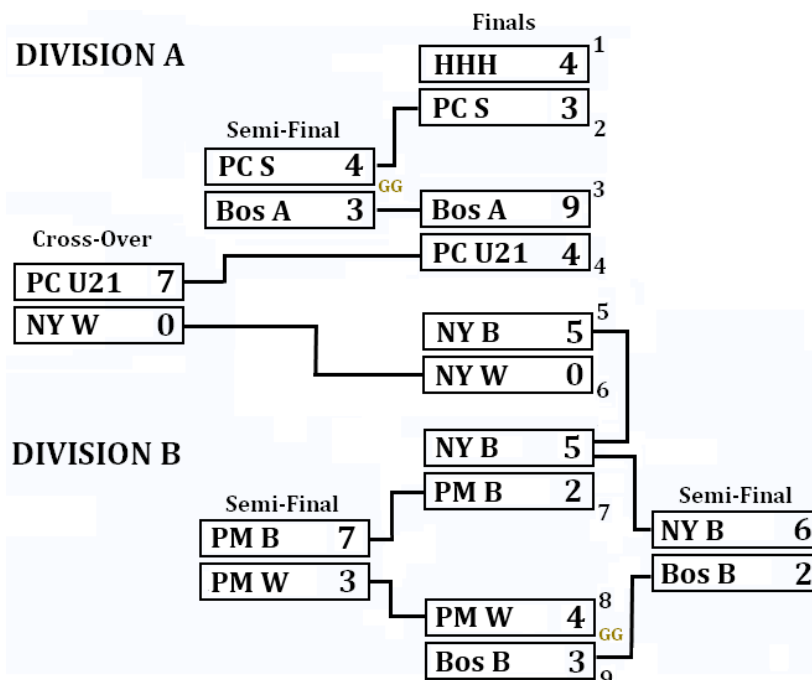 Finals
DIVISION A
HHH 4 1
PC S 3 2
Semi-Final
PC S 4
GG
Bos A 3
Bos A 9 3
PC U21 4 4
Cross-Over
PC U21 7
NY W 0
NY B 5 5
NY W 0 6
DIVISION B
NY B 5
PM B 2 7
Semi-Final
PM B 7
PM W 3
Semi-Final
NY B 6
Bos B 2
PM W 4 8
GG
Bos B 3 9